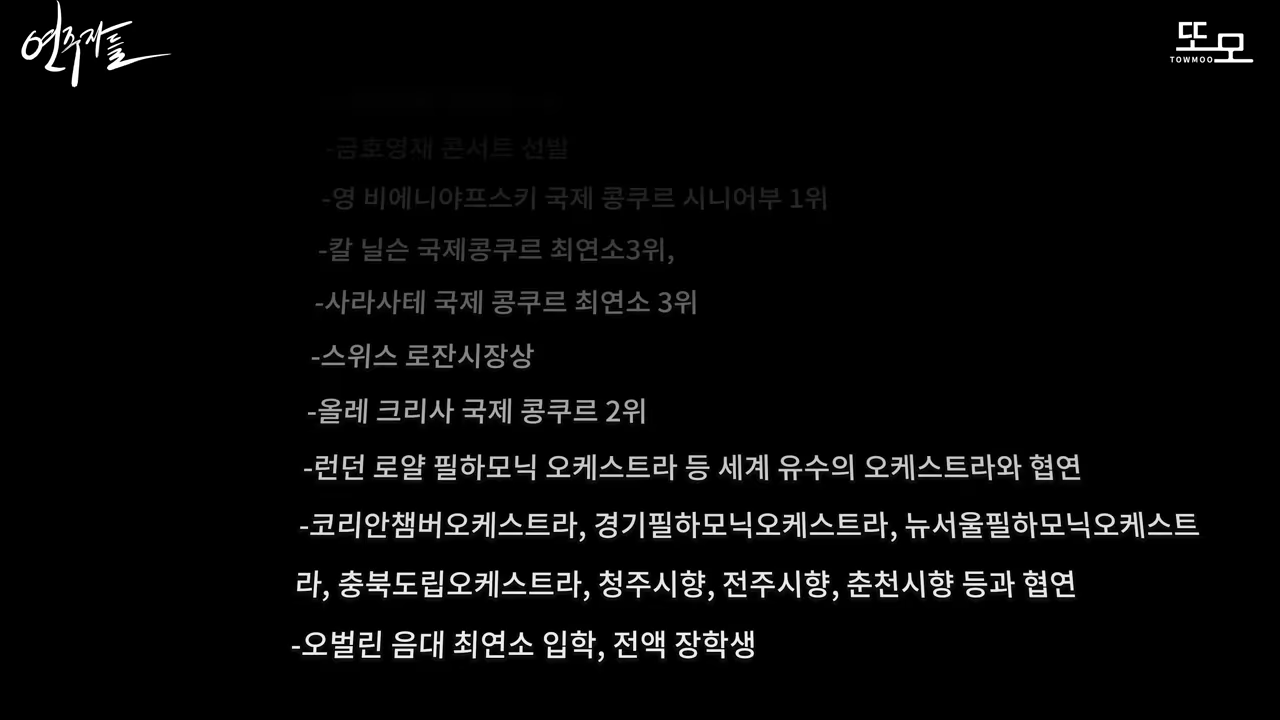 연주자들
또모
TOWMOO
-금호영재 콘서트 선발
-영 비에니야프스키 국제 콩쿠르 시니어부 1위
-칼 닐슨 국제콩쿠르 최연소3위,
-사라사테 국제 콩쿠르 최연소 3위
-스위스 로잔시장상
-올레 크리사 국제 콩쿠르 2위
-런던 로얄 필하모닉 오케스트라 등 세계 유수의 오케스트라와 협연
-코리안챔버오케스트라, 경기필하모닉오케스트라, 뉴서울필하모닉오케스트
라, 충북도립오케스트라, 청주시향, 전주시향, 춘천시향 등과 협연
-오벌린 음대 최연소 입학, 전액 장학생